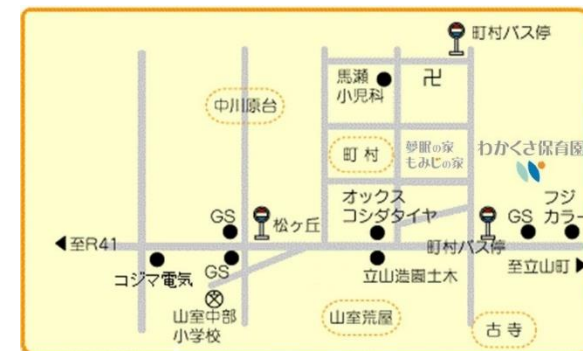 町村バス停
馬瀬
小児科
卍
中川原台
町村
夢眠の家
もみじの家
わかくさ保育園
オックス
コシダタイヤ
GS
松ヶ丘
GS
フジ
カラー
至R41
町村バス停
コジマ電気
GS
立山造園土木
至立山町
山室中部
小学校
山室荒屋
古寺